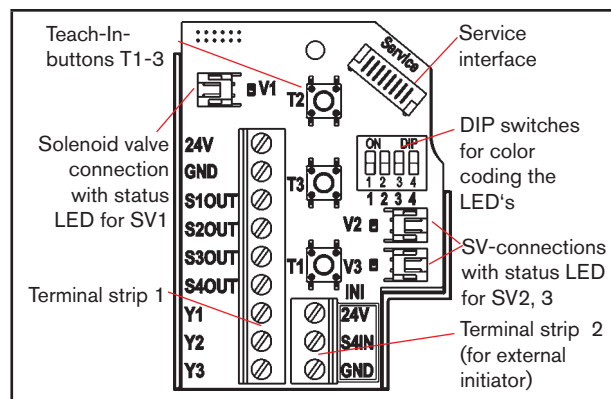 Teach-In-
buttons T1-3
Service
interface
Service
V1
T2
Solenoid valve
connection
with status
LED for SV1
DIP switches
for color
coding the
LED‘s
ON DIP
1 2 3 4
1 2 3 4
24V
GND
S1OUT
S2OUT
S3OUT
S4OUT
Y1
Y2
Y3
T3
T1
V2
V3
SV-connections
with status LED
for SV2, 3
Terminal strip 1
INI
24V
S4IN
GND
Terminal strip 2
(for external
initiator)